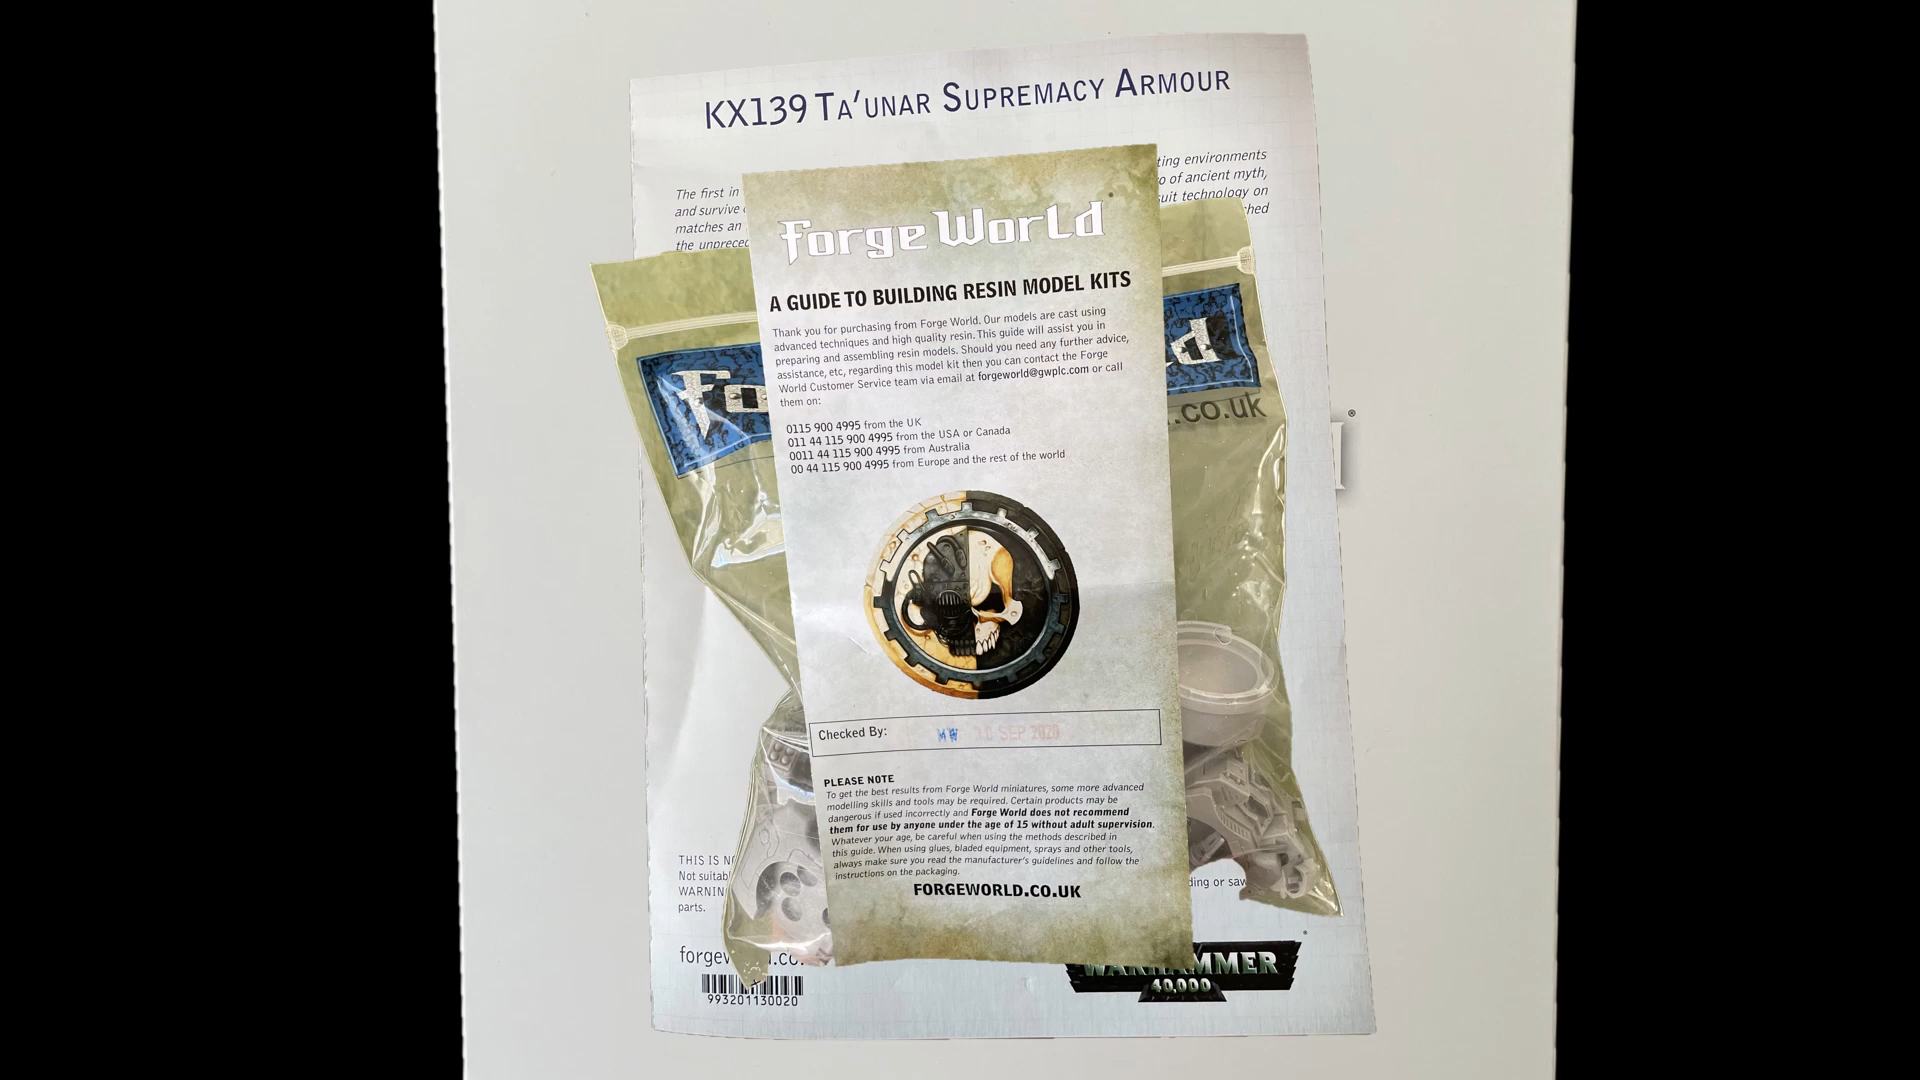 KX139 TA'UNAR SUPREMACY ARMOUR
The first in
and survive
matches an
the unpreced
ting environments
o of ancient myth,
suit technology on
hed
Forge World
A GUIDE TO BUILDING RESIN MODEL KITS
Thank you for purchasing from Forge World. Our models are cast using
advanced techniques and high quality resin. This guide will assist you in
preparing and assembling resin models. Should you need any further advice,
assistance, etc, regarding this model kit then you can contact the Forge
World Customer Service team via email at forgeworld@gwplc.com or call
them on:
0115 900 4995 from the UK
011 44 115 900 4995 from the USA or Canada
0011 44 115 900 4995 from Australia
00 44 115 900 4995 from Europe and the rest of the world
Fo
d
.co.uk
Checked By: MW 10 SEP 2020
PLEASE NOTE
To get the best results from Forge World miniatures, some more advanced
modelling skills and tools may be required. Certain products may be
dangerous if used incorrectly and Forge World does not recommend
them for use by anyone under the age of 15 without adult supervision.
Whatever your age, be careful when using the methods described in
this guide. When using glues, bladed equipment, sprays and other tools,
always make sure you read the manufacturer's guidelines and follow the
instructions on the packaging.
FORGEWORLD.CO.UK
THIS IS N
Not suitab
WARNIN
parts.
ding or saw
forgew
993201130020
WARHAMMER
40,000